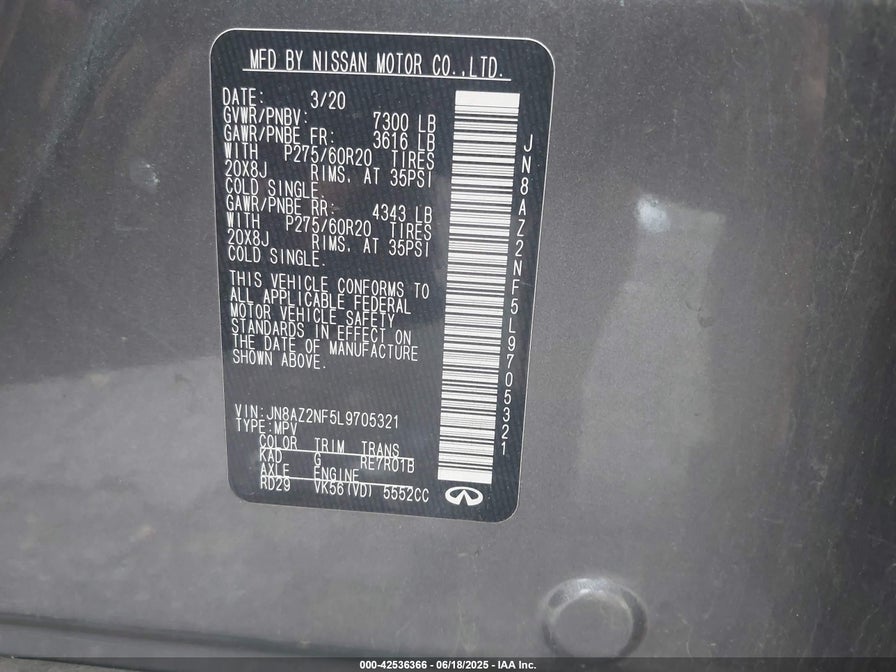 MFD BY NISSAN MOTOR CO.,LTD.
DATE: 3/20
GVWR/PNBV: 7300 LB
GAWR/PNBE FR: 3616 LB
WITH P275/60R20 TIRES
20X8J RIMS. AT 35PSI
COLD SINGLE.
GAWR/PNBE RR: 4343 LB
WITH P275/60R20 TIRES
20X8J RIMS. AT 35PSI
COLD SINGLE.
THIS VEHICLE CONFORMS TO
ALL APPLICABLE FEDERAL
MOTOR VEHICLE SAFETY
STANDARDS IN EFFECT ON
THE DATE OF MANUFACTURE
SHOWN ABOVE.
VIN:JN8AZ2NF5L9705321
TYPE:MPV
COLOR TRIM TRANS
KAD G RE7R01B
AXLE ENGINE
RD29 VK56(VD) 5552CC
JN8AZ2NF5L9705321
000-42536366 - 06/18/2025 - IAA Inc.